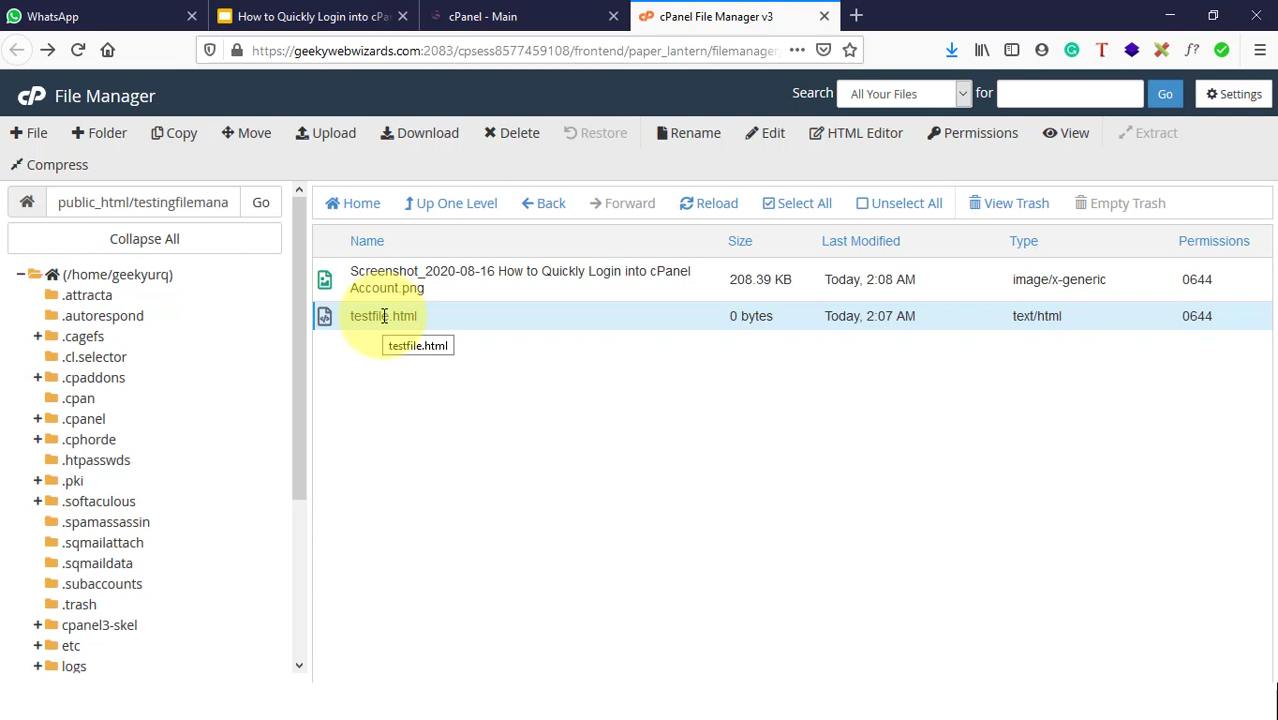 WhatsApp
How to Quickly Login into cPa
cPanel - Main
cPanel File Manager v3
https://geekywebwizards.com:2083/cpsess8577459108/frontend/paper_lantern/filemanager
cP File Manager
Search All Your Files for Go Settings
File Folder Copy Move Upload Download Delete Restore Rename Edit HTML Editor Permissions View Extract
Compress
public_html/testingfilemana Go
Collapse All
(/home/geekyurq)
.attracta
.autorespond
.cagefs
.cl.selector
.cpaddons
.cpan
.cpanel
.cphorde
.htpasswds
.pki
.softaculous
.spamassassin
.sqmailattach
.sqmaildata
.subaccounts
.trash
cpanel3-skel
etc
logs
Home Up One Level Back Forward Reload Select All Unselect All View Trash Empty Trash
Name Size Last Modified Type Permissions
Screenshot_2020-08-16 How to Quickly Login into cPanel
Account.png 208.39 KB Today, 2:08 AM image/x-generic 0644
testfile.html 0 bytes Today, 2:07 AM text/html 0644
testfile.html